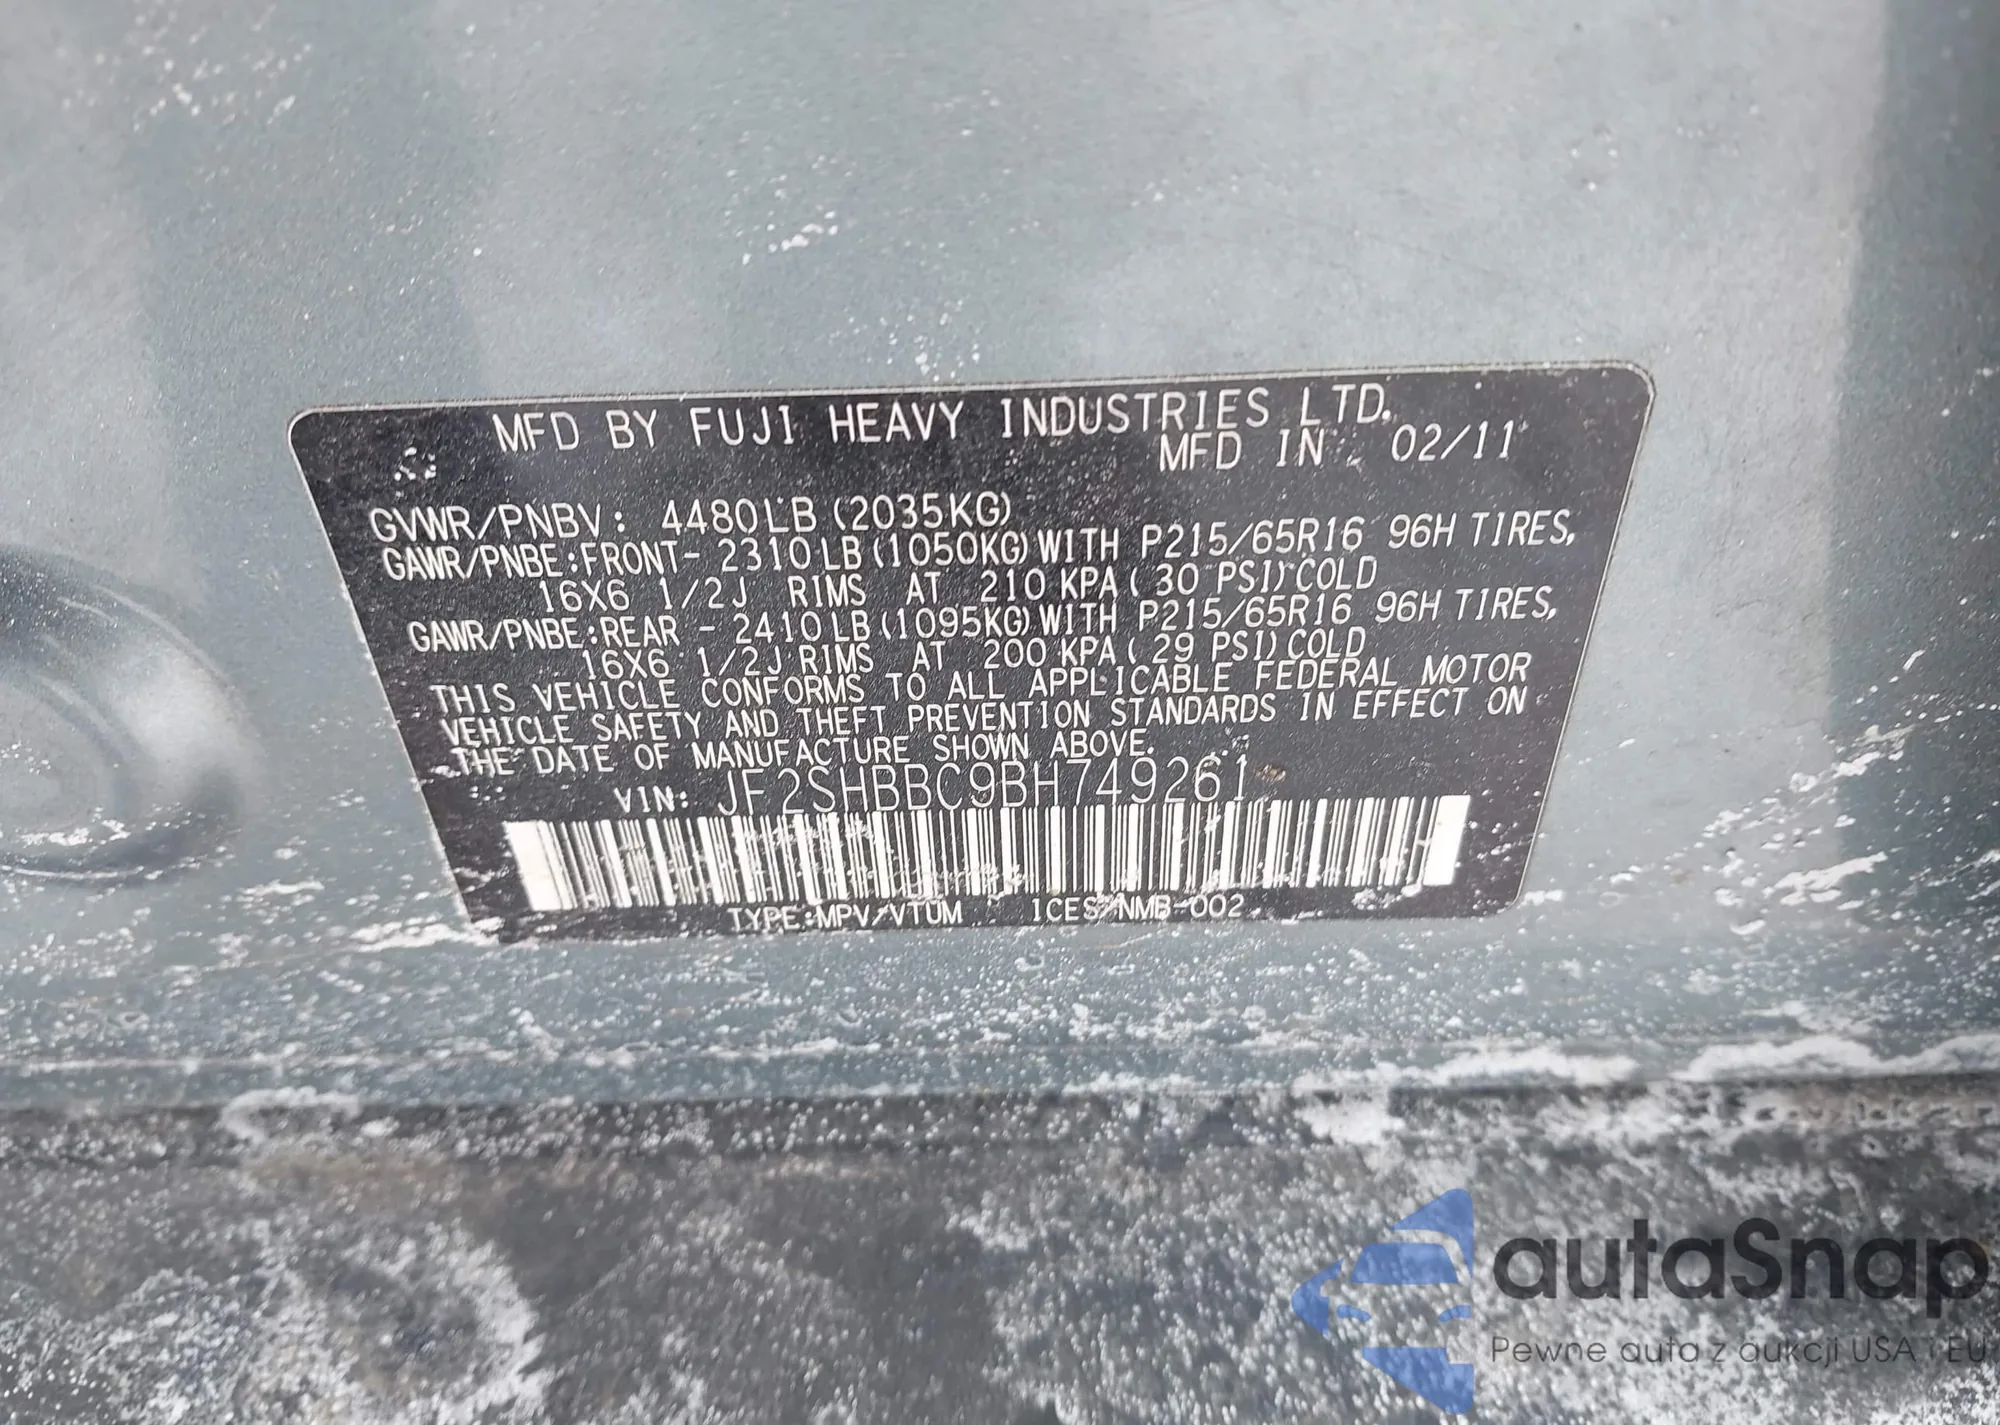 MFD BY FUJI HEAVY INDUSTRIES LTD.
MFD IN : 02/11
GVWR/PNBV: 4480LB (2035KG)
GAWR/PNBE:FRONT- 2310LB (1050KG) WITH P215/65R16 96H TIRES,
16X6 1/2J RIMS AT 210 KPA ( 30 PSI) COLD
GAWR/PNBE:REAR - 2410LB (1095KG) WITH P215/65R16 96H TIRES,
16X6 1/2J RIMS AT 200 KPA ( 29 PSI) COLD
THIS VEHICLE CONFORMS TO ALL APPLICABLE FEDERAL MOTOR
VEHICLE SAFETY AND THEFT PREVENTION STANDARDS IN EFFECT ON
THE DATE OF MANUFACTURE SHOWN ABOVE.
VIN: JF2SHBBC9BH749261
TYPE:MPV/VTUM ICES/NMB-002
autaSnap
Pewne auta z aukcji USA i EU